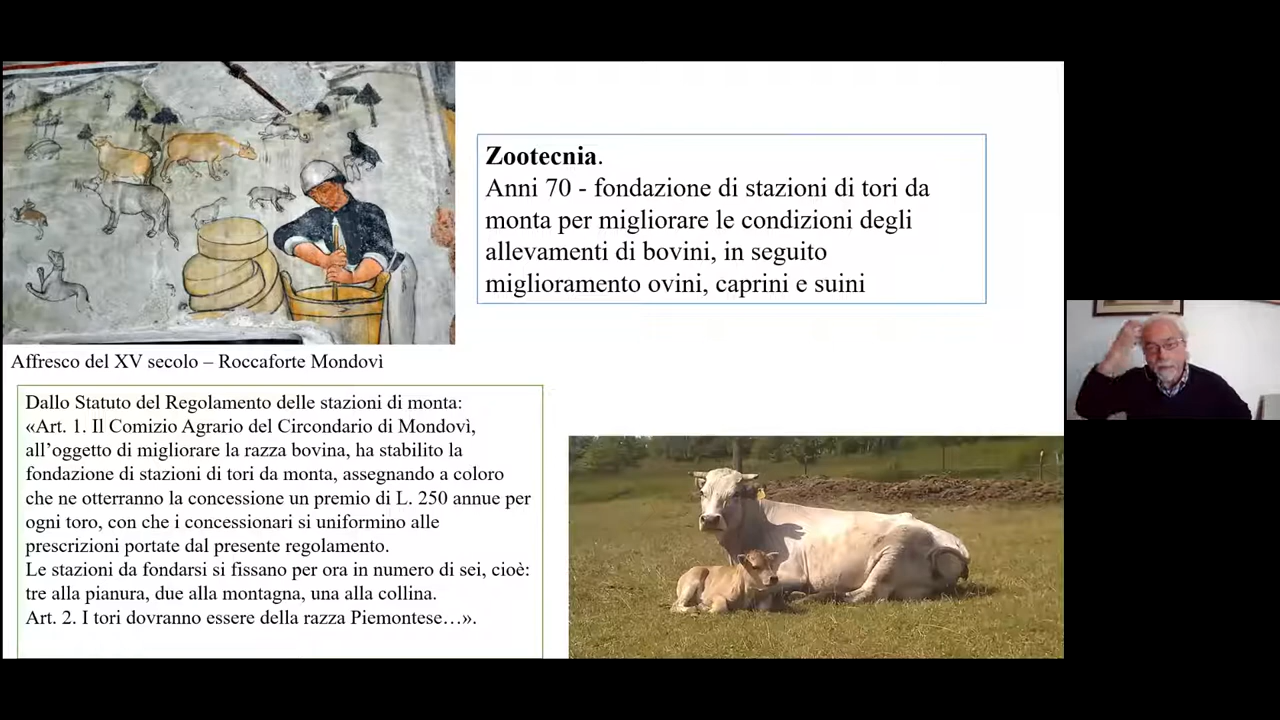 Zootecnia.
Anni 70 - fondazione di stazioni di tori da
monta per migliorare le condizioni degli
allevamenti di bovini, in seguito
miglioramento ovini, caprini e suini
Affresco del XV secolo – Roccaforte Mondovì
Dallo Statuto del Regolamento delle stazioni di monta:
«Art. 1. Il Comizio Agrario del Circondario di Mondovì,
all’oggetto di migliorare la razza bovina, ha stabilito la
fondazione di stazioni di tori da monta, assegnando a coloro
che ne otterranno la concessione un premio di L. 250 annue per
ogni toro, con che i concessionari si uniformino alle
prescrizioni portate dal presente regolamento.
Le stazioni da fondarsi si fissano per ora in numero di sei, cioè:
tre alla pianura, due alla montagna, una alla collina.
Art. 2. I tori dovranno essere della razza Piemontese…».